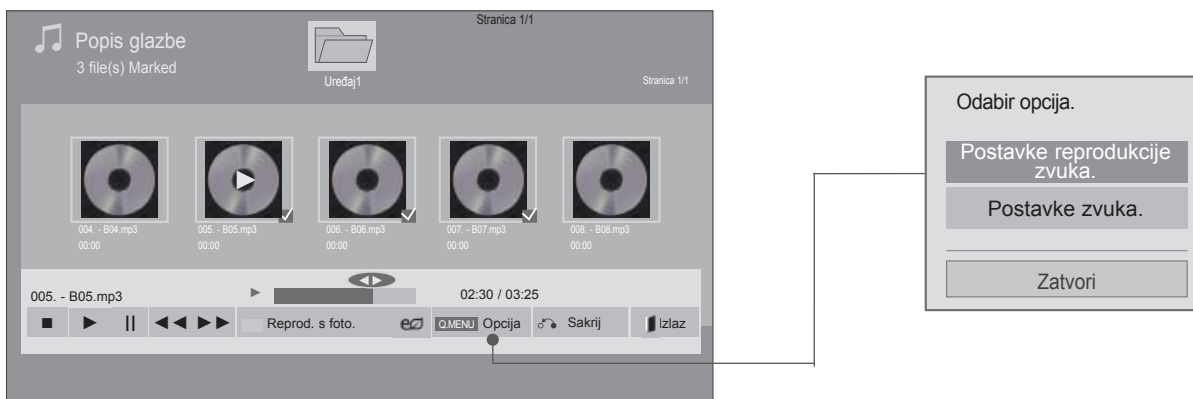 Stranica 1/1
Popis glazbe
3 file(s) Marked
Uređaj1
Stranica 1/1
004. - B04.mp3
00:00
005. - B05.mp3
00:00
006. - B06.mp3
00:00
007. - B07.mp3
00:00
008. - B08.mp3
00:00
005. - B05.mp3
02:30 / 03:25
Reprod. s foto.
Q.MENU Opcija
Sakrij
Izlaz
Odabir opcija.
Postavke reprodukcije
zvuka.
Postavke zvuka.
Zatvori